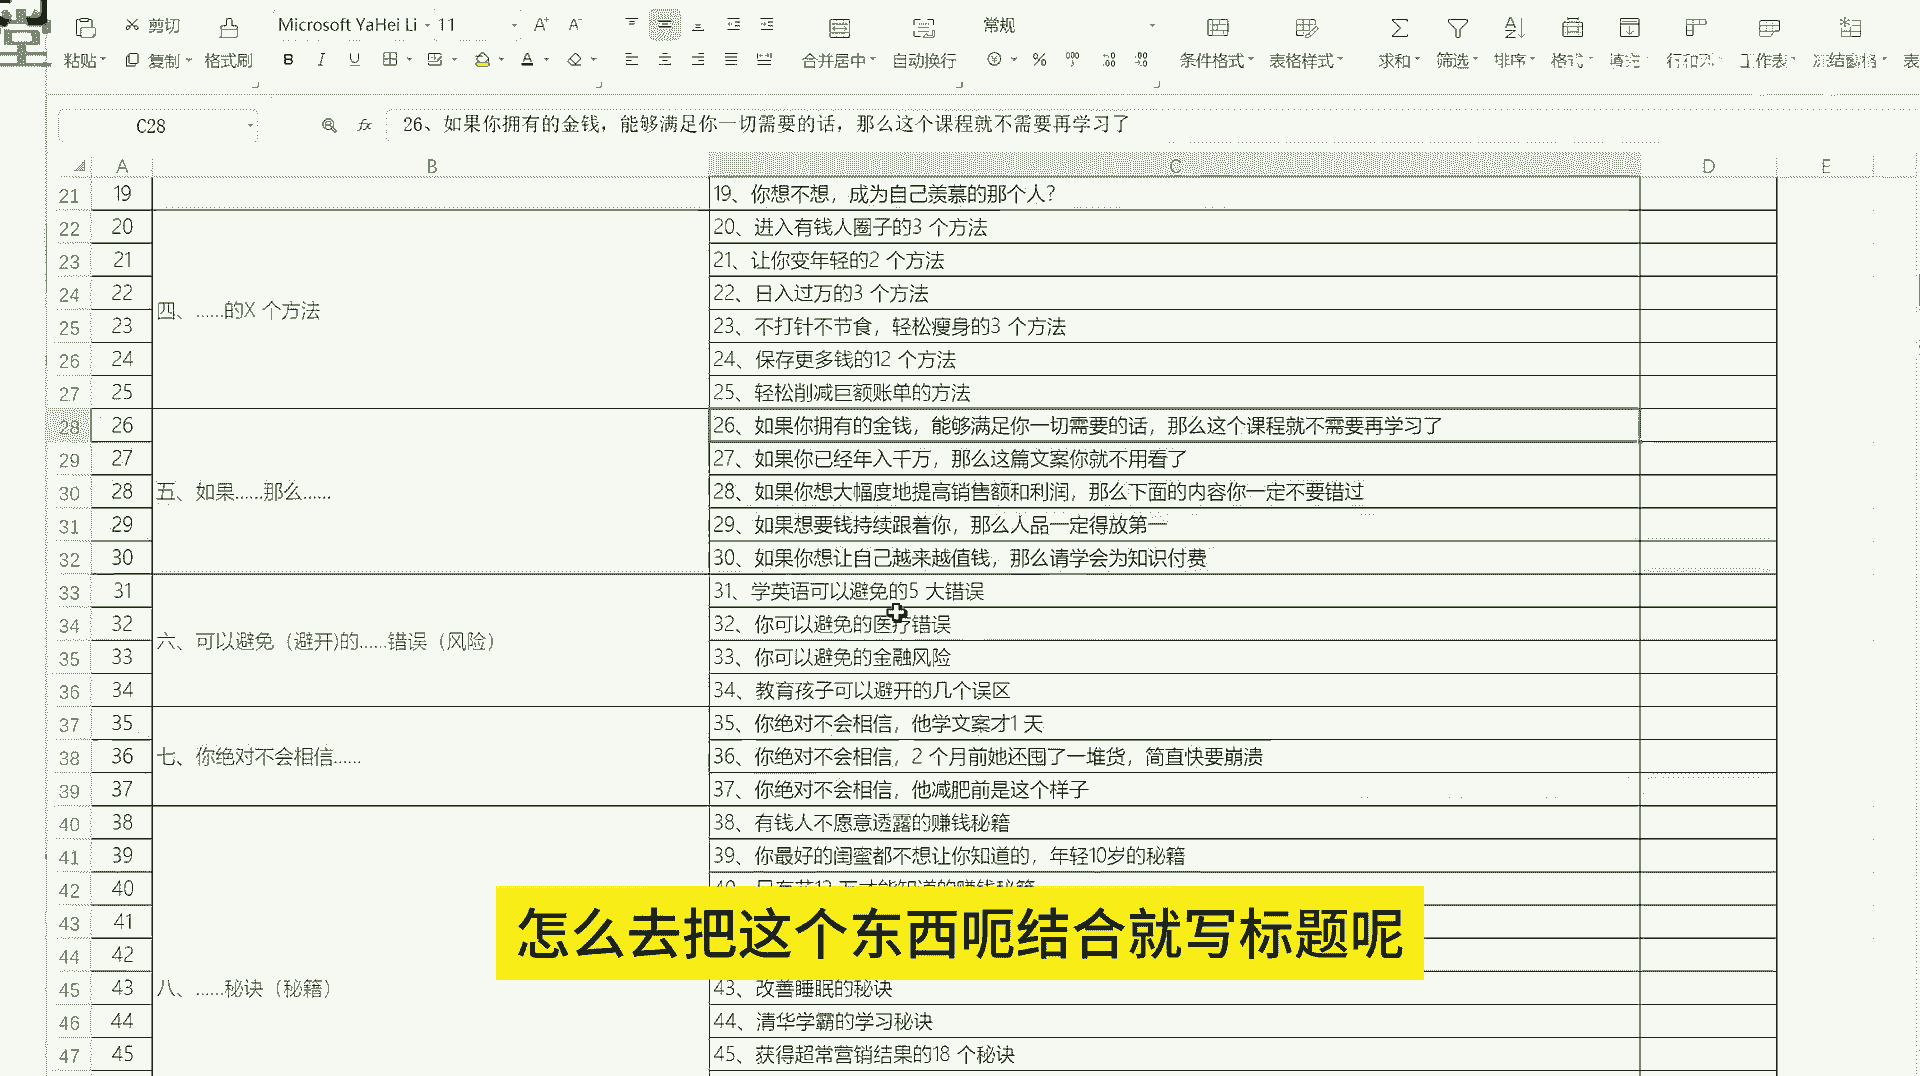 剪切 Microsoft YaHei Li 11 A⁺ A⁻ 常规
粘贴 复制 格式刷 B I U A 合并居中 自动换行 % 条件格式 表格样式 求和 筛选 排序 格式 填充 行和列 工作表 冻结窗格 表
C28 fx 26、如果你拥有的金钱，能够满足你一切需要的话，那么这个课程就不需要再学习了
A B C D E
21 19 19、你想不想，成为自己羡慕的那个人？
22 20 20、进入有钱人圈子的3 个方法
23 21 21、让你变年轻的2 个方法
24 22 22、日入过万的3 个方法
四、......的X 个方法
25 23 23、不打针不节食，轻松瘦身的3 个方法
26 24 24、保存更多钱的12 个方法
27 25 25、轻松削减巨额账单的方法
28 26 26、如果你拥有的金钱，能够满足你一切需要的话，那么这个课程就不需要再学习了
29 27 27、如果你已经年入千万，那么这篇文案你就不用看了
30 28 五、如果......那么...... 28、如果你想大幅度地提高销售额和利润，那么下面的内容你一定不要错过
31 29 29、如果想要钱持续跟着你，那么人品一定得放第一
32 30 30、如果你想让自己越来越值钱，那么请学会为知识付费
33 31 31、学英语可以避免的5 大错误
34 32 32、你可以避免的医疗错误
六、可以避免（避开)的......错误（风险）
35 33 33、你可以避免的金融风险
36 34 34、教育孩子可以避开的几个误区
37 35 35、你绝对不会相信，他学文案才1 天
38 36 七、你绝对不会相信...... 36、你绝对不会相信，2 个月前她还囤了一堆货，简直快要崩溃
39 37 37、你绝对不会相信，他减肥前是这个样子
40 38 38、有钱人不愿意透露的赚钱秘籍
41 39 39、你最好的闺蜜都不想让你知道的，年轻10岁的秘籍
42 40
43 41
怎么去把这个东西呃结合就写标题呢
44 42
45 43 八、......秘诀（秘籍） 43、改善睡眠的秘诀
46 44 44、清华学霸的学习秘诀
47 45 45、获得超常营销结果的18 个秘诀